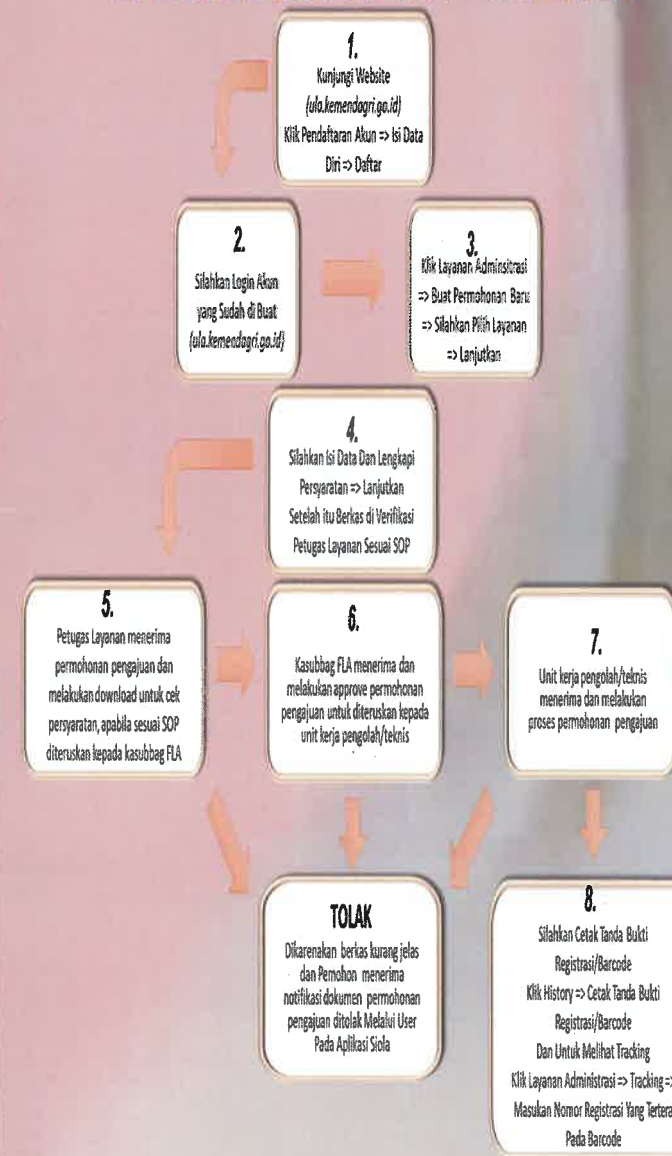 1.
Kunjungi Website
(ula.kemendagri.go.id)
Klik Pendaftaran Akun => Isi Data
Diri => Daftar
2.
Silahkan Login Akun
yang Sudah di Buat
(ula.kemendagri.go.id)
3.
Klik Layanan Adminsitrasi
=> Buat Permohonan Baru
=> Silahkan Pilih Layanan
=> Lanjutkan
4.
Silahkan Isi Data Dan Lengkapi
Persyaratan => Lanjutkan
Setelah itu Berkas di Verifikasi
Petugas Layanan Sesuai SOP
5.
Petugas Layanan menerima
permohonan pengajuan dan
melakukan download untuk cek
persyaratan, apabila sesuai SOP
diteruskan kepada kasubbag FLA
6.
Kasubbag FLA menerima dan
melakukan approve permohonan
pengajuan untuk diteruskan kepada
unit kerja pengolah/teknis
7.
Unit kerja pengolah/teknis
menerima dan melakukan
proses permohonan pengajuan
TOLAK
Dikarenakan berkas kurang jelas
dan Pemohon menerima
notifikasi dokumen permohonan
pengajuan ditolak Melalui User
Pada Aplikasi Siola
8.
Silahkan Cetak Tanda Bukti
Registrasi/Barcode
Klik History => Cetak Tanda Bukti
Registrasi/Barcode
Dan Untuk Melihat Tracking
Klik Layanan Administrasi => Tracking =>
Masukan Nomor Registrasi Yang Tertera
Pada Barcode